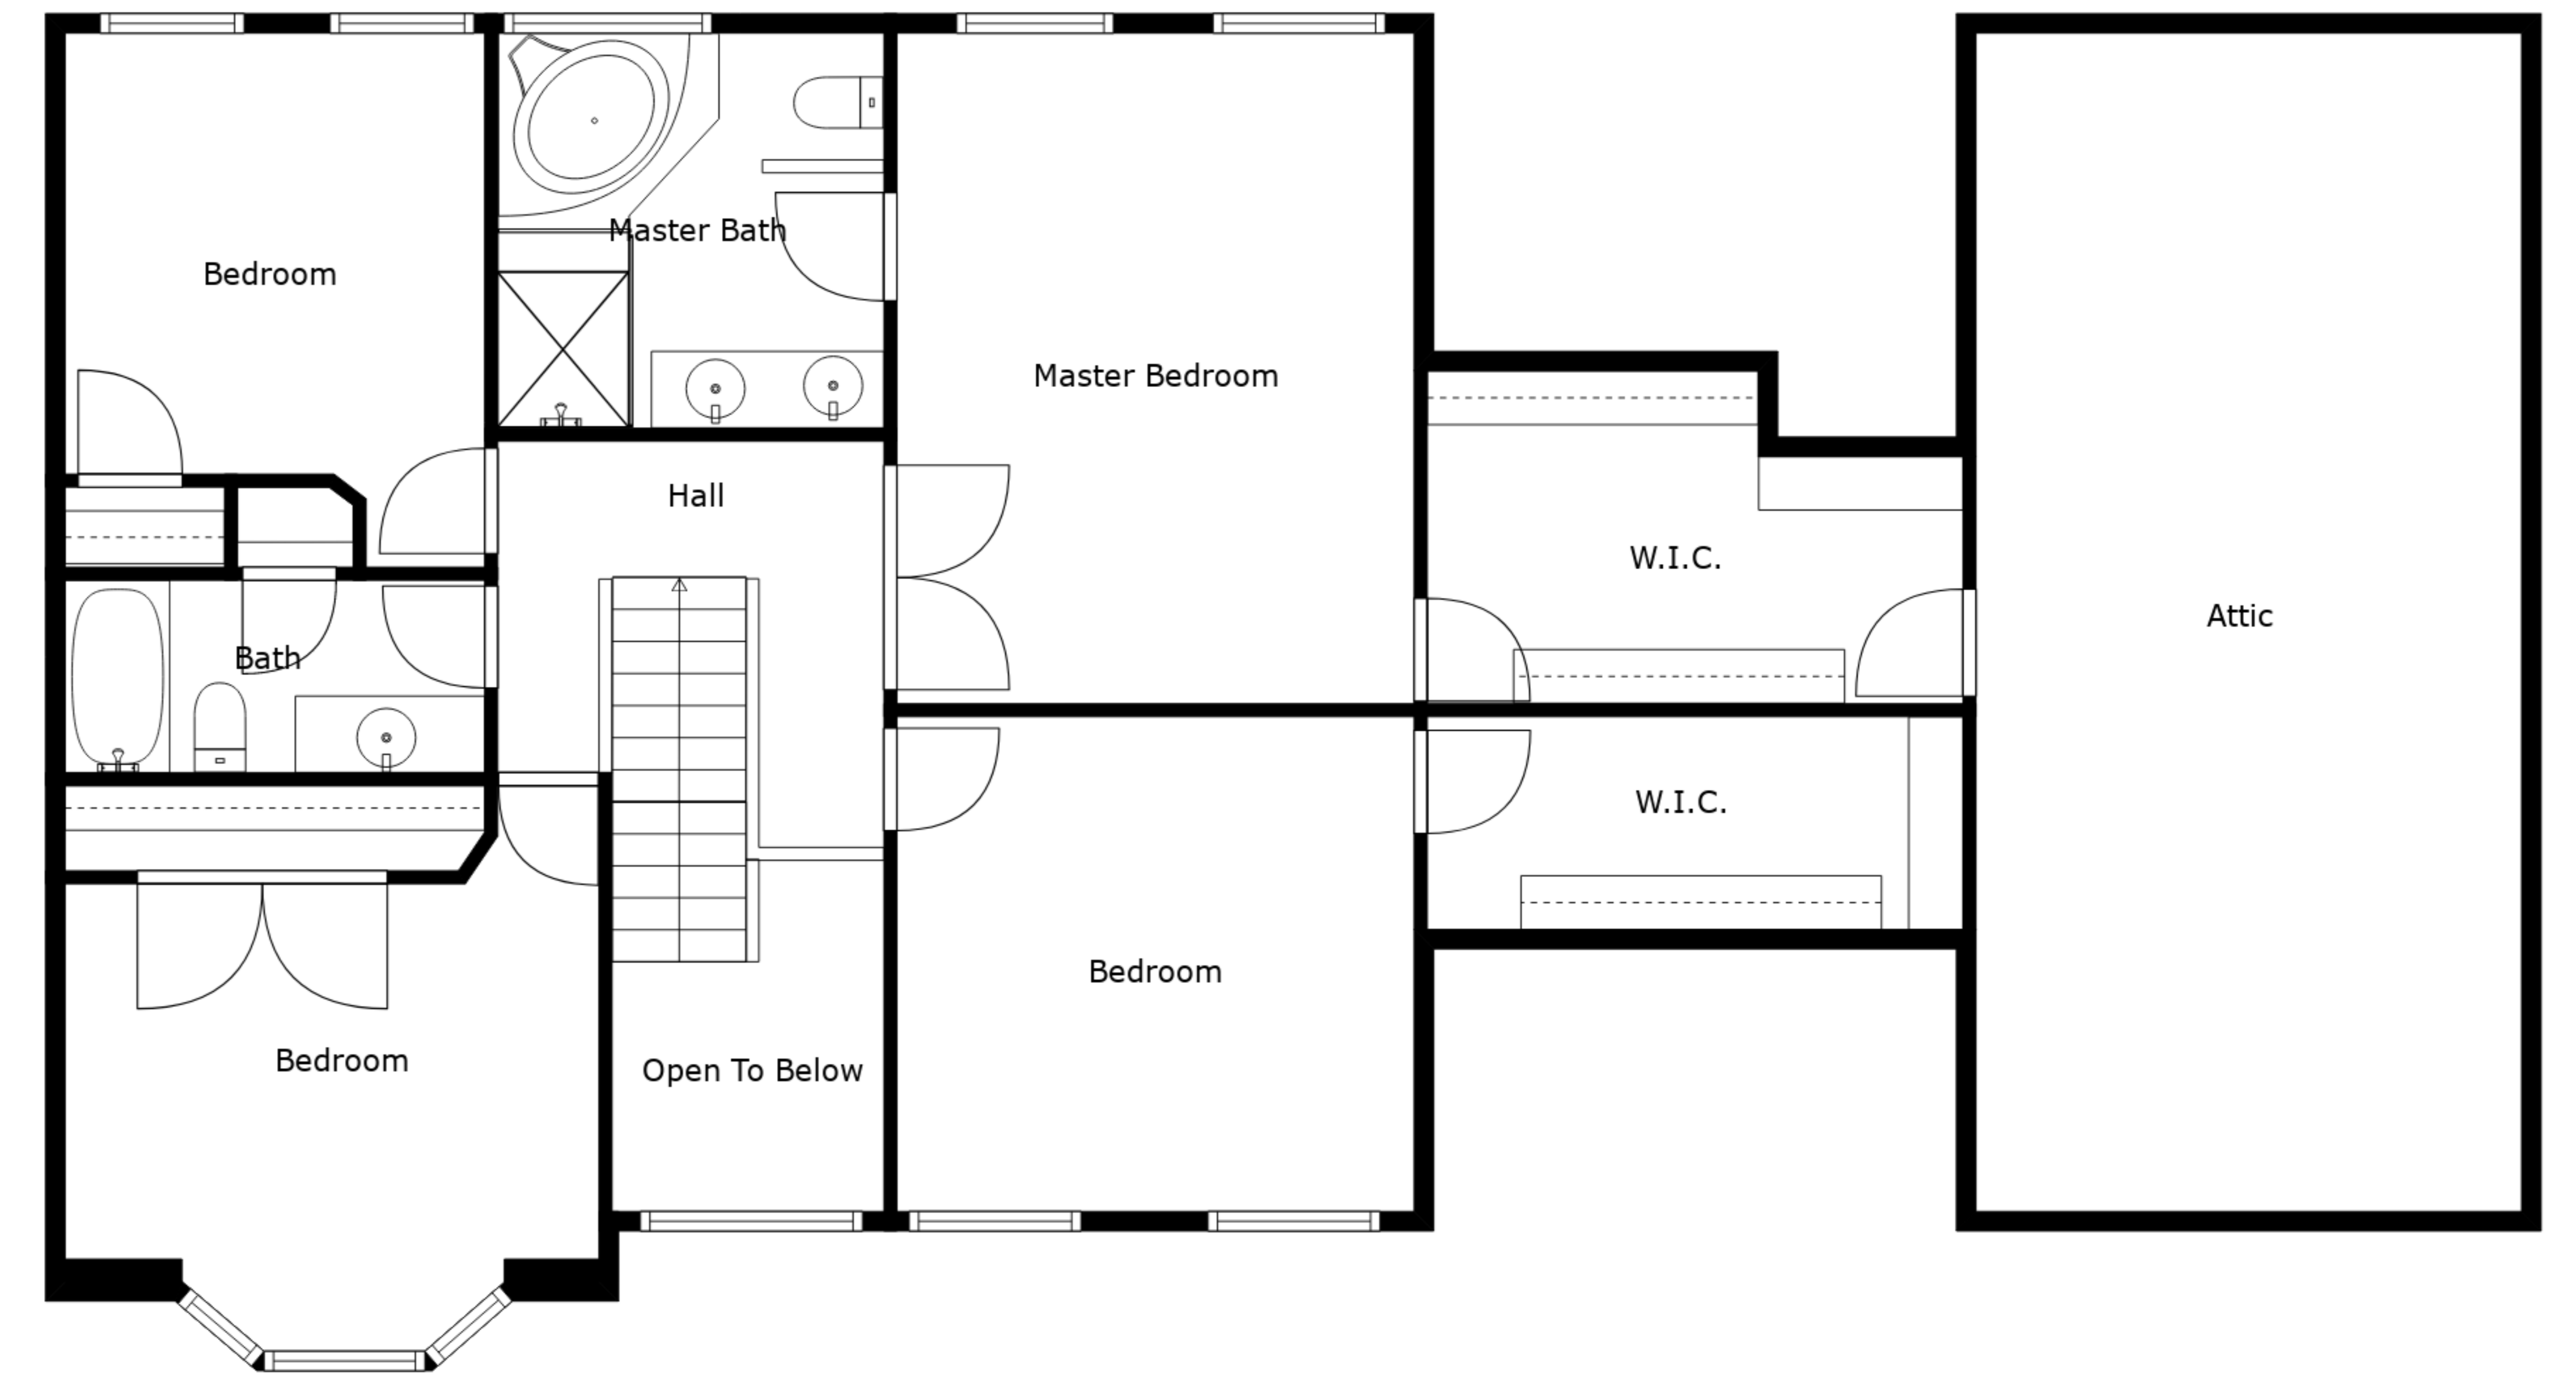 Master Bath
Bedroom
Master Bedroom
Hall
W.I.C.
Attic
Bath
W.I.C.
Bedroom
Bedroom
Open To Below